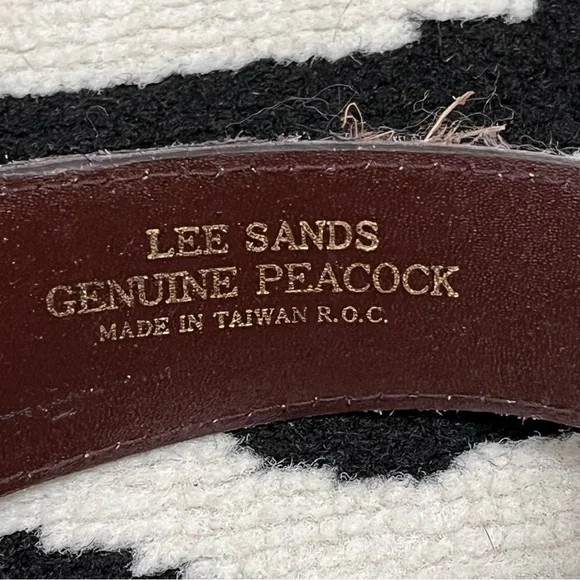 LEE SANDS
GENUINE PEACOCK
MADE IN TAIWAN R.O.C.